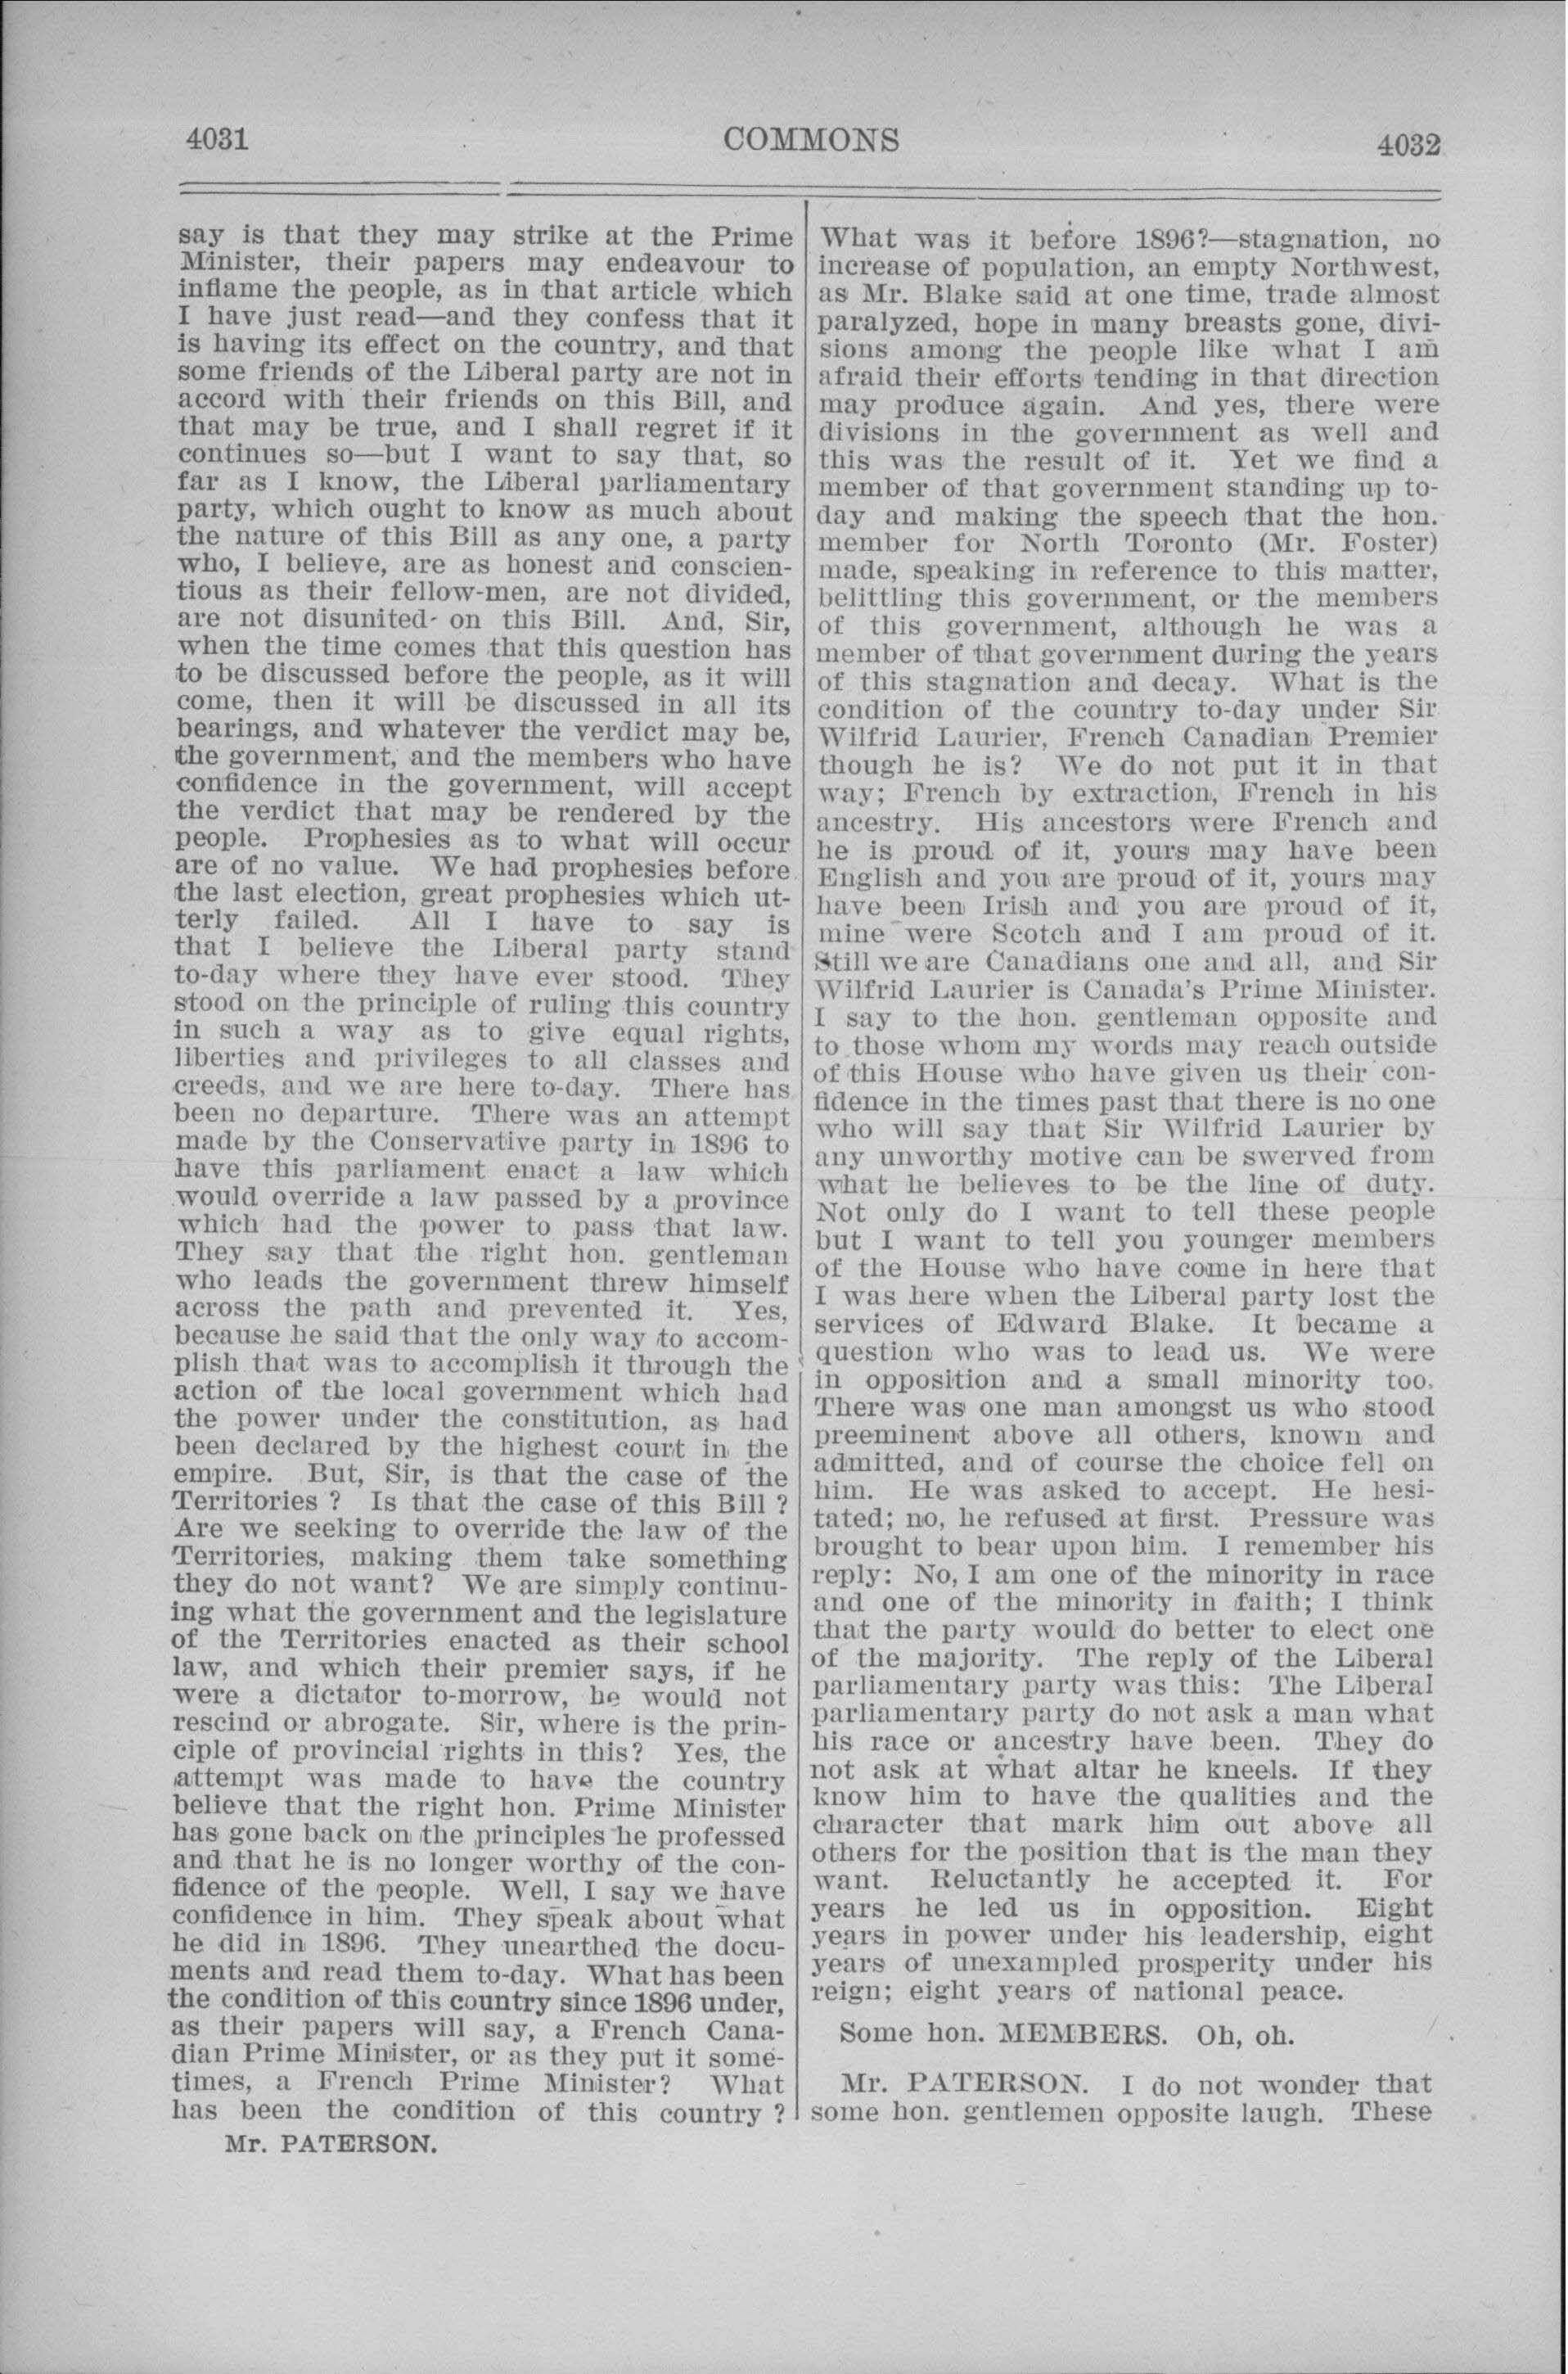 4031
COMMONS
4032
say is that they may strike at the Prime
Minister, their papers may endeavour to
inflame the people, as in that article which
I have just read—and they confess that it
is having its effect on the country, and that
some friends of the Liberal party are not in
accord with their friends on this Bill, and
that may be true, and I shall regret if it
continues so—but I want to say that, so
far as I know, the Liberal parliamentary
party, which ought to know as much about
the nature of this Bill as any one, a party
who, I believe, are as honest and conscien-
tious as their fellow-men, are not divided,
are not disunited on this Bill. And, Sir,
when the time comes that this question has
to be discussed before the people, as it will
come, then it will be discussed in all its
bearings, and whatever the verdict may be,
the government, and the members who have
confidence in the government, will accept
the verdict that may be rendered by the
people. Prophesies as to what will occur
are of no value. We had prophesies before
the last election, great prophesies which ut-
terly failed. All I have to say is
that I believe the Liberal party stand
to-day where they have ever stood. They
stood on the principle of ruling this country
in such a way as to give equal rights,
liberties and privileges to all classes and
creeds, and we are here to-day. There has
been no departure. There was an attempt
made by the Conservative party in 1896 to
have this parliament enact a law which
would override a law passed by a province
which had the power to pass that law.
They say that the right hon. gentleman
who leads the government threw himself
across the path and prevented it. Yes,
because he said that the only way to accom-
plish that was to accomplish it through the
action of the local government which had
the power under the constitution, as had
been declared by the highest court in the
empire. But, Sir, is that the case of the
Territories ? Is that the case of this Bill ?
Are we seeking to override the law of the
Territories, making them take something
they do not want? We are simply continu-
ing what the government and the legislature
of the Territories enacted as their school
law, and which their premier says, if he
were a dictator to-morrow, he would not
rescind or abrogate. Sir, where is the prin-
ciple of provincial rights in this? Yes, the
attempt was made to have the country
believe that the right hon. Prime Minister
has gone back on the principles he professed
and that he is no longer worthy of the con-
fidence of the people. Well, I say we have
confidence in him. They speak about what
he did in 1896. They unearthed the docu-
ments and read them to-day. What has been
the condition of this country since 1896 under,
as their papers will say, a French Cana-
dian Prime Minister, or as they put it some-
times, a French Prime Minister? What
has been the condition of this country ?
Mr. PATERSON.
What was it before 1896?—stagnation, no
increase of population, an empty Northwest,
as Mr. Blake said at one time, trade almost
paralyzed, hope in many breasts gone, divi-
sions among the people like what I am
afraid their efforts tending in that direction
may produce again. And yes, there were
divisions in the government as well and
this was the result of it. Yet we find a
member of that government standing up to-
day and making the speech that the hon.
member for North Toronto (Mr. Foster)
made, speaking in reference to this matter,
belittling this government, or the members
of this government, although he was a
member of that government during the years
of this stagnation and decay. What is the
condition of the country to-day under Sir
Wilfrid Laurier, French Canadian Premier
though he is? We do not put it in that
way; French by extraction, French in his
ancestry. His ancestors were French and
he is proud of it, yours may have been
English and you are proud of it, yours may
have been Irish and you are proud of it,
mine were Scotch and I am proud of it.
Still we are Canadians one and all, and Sir
Wilfrid Laurier is Canada's Prime Minister.
I say to the hon. gentleman opposite and
to those whom my words may reach outside
of this House who have given us their con-
fidence in the times past that there is no one
who will say that Sir Wilfrid Laurier by
any unworthy motive can be swerved from
what he believes to be the line of duty.
Not only do I want to tell these people
but I want to tell you younger members
of the House who have come in here that
I was here when the Liberal party lost the
services of Edward Blake. It became a
question who was to lead us. We were
in opposition and a small minority too.
There was one man amongst us who stood
preeminent above all others, known and
admitted, and of course the choice fell on
him. He was asked to accept. He hesi-
tated; no, he refused at first. Pressure was
brought to bear upon him. I remember his
reply: No, I am one of the minority in race
and one of the minority in faith; I think
that the party would do better to elect one
of the majority. The reply of the Liberal
parliamentary party was this: The Liberal
parliamentary party do not ask a man what
his race or ancestry have been. They do
not ask at what altar he kneels. If they
know him to have the qualities and the
character that mark him out above all
others for the position that is the man they
want. Reluctantly he accepted it. For
years he led us in opposition. Eight
years in power under his leadership, eight
years of unexampled prosperity under his
reign; eight years of national peace.
Some hon. MEMBERS. Oh, oh.
Mr. PATERSON. I do not wonder that
some hon. gentlemen opposite laugh. These